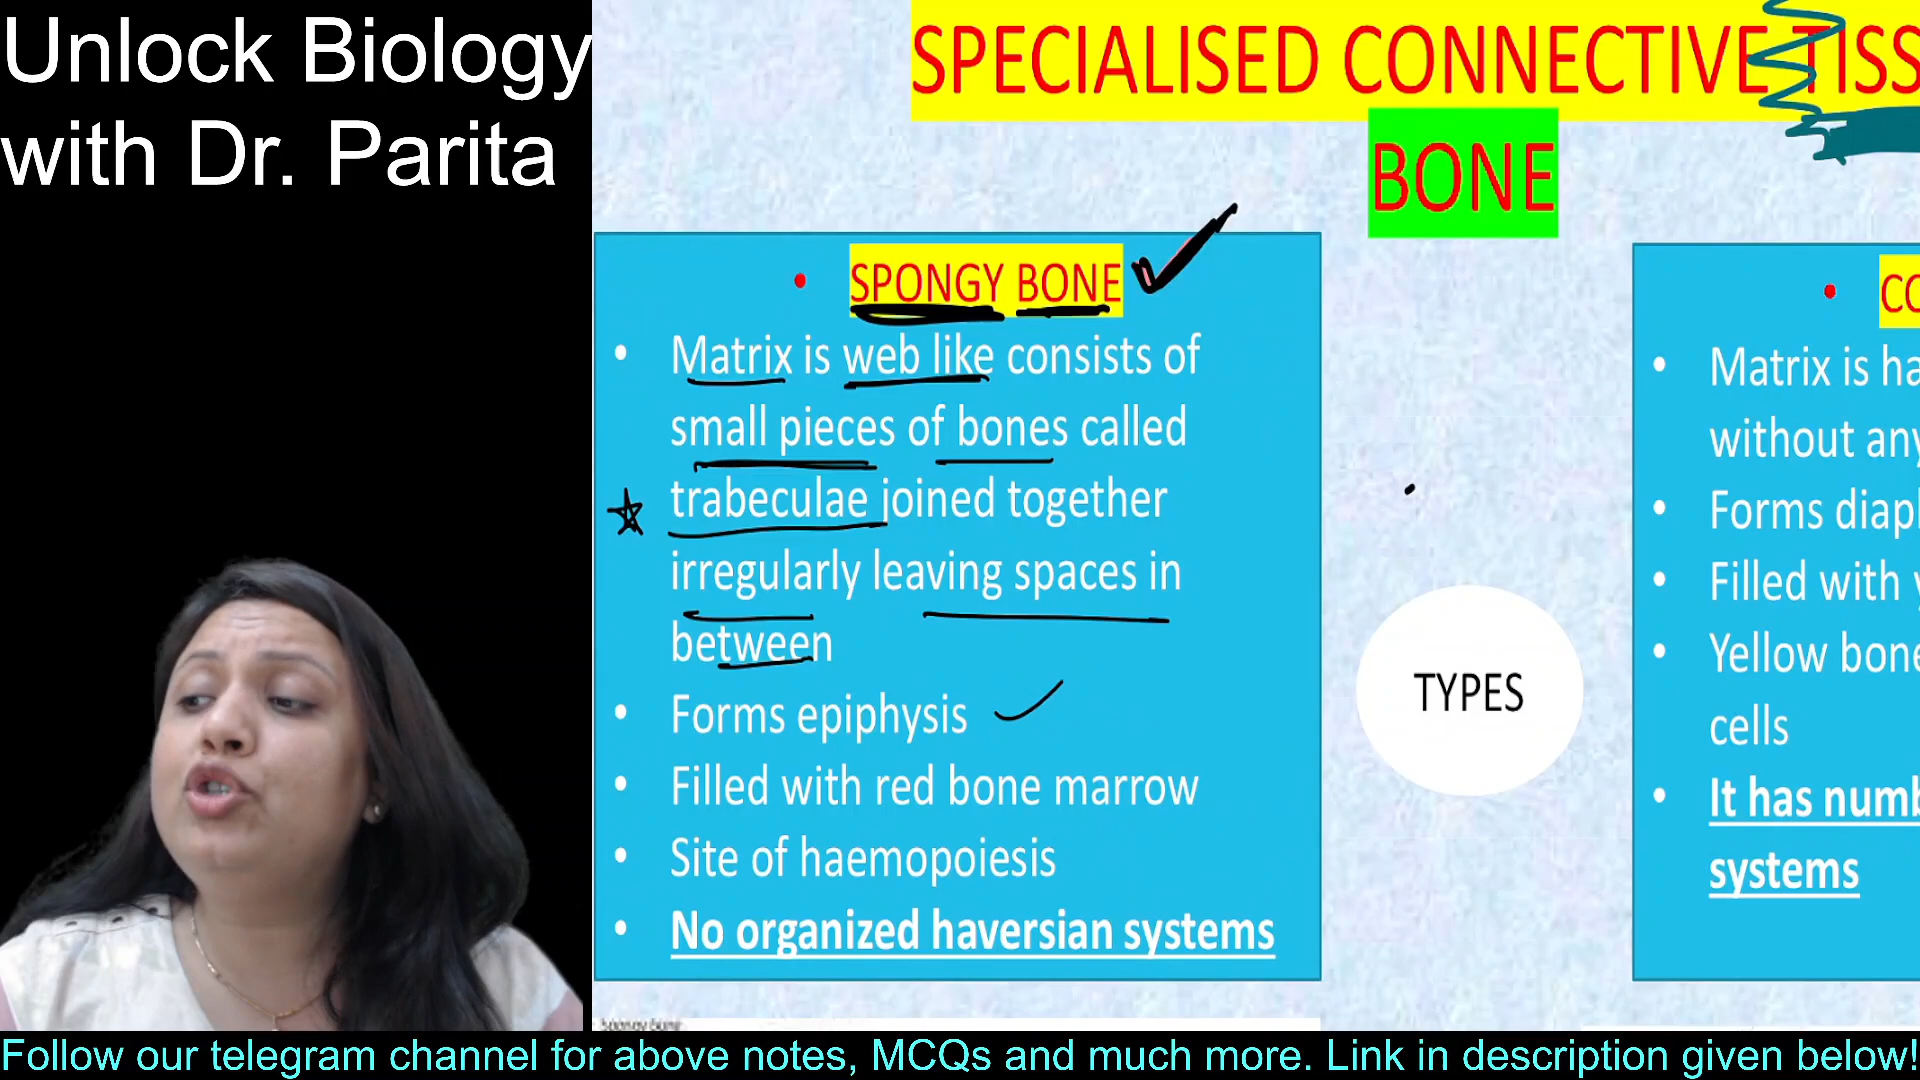 Unlock Biology
with Dr. Parita
SPECIALISED CONNECTIVE TISS
BONE
• SPONGY BONE
• Matrix is web like consists of
small pieces of bones called
trabeculae joined together
irregularly leaving spaces in
between
• Forms epiphysis
• Filled with red bone marrow
• Site of haemopoiesis
• No organized haversian systems
TYPES
• CO
• Matrix is ha
without any
• Forms diap
• Filled with y
• Yellow bone
cells
• It has numb
systems
Spongy bone
Follow our telegram channel for above notes, MCQs and much more. Link in description given below!